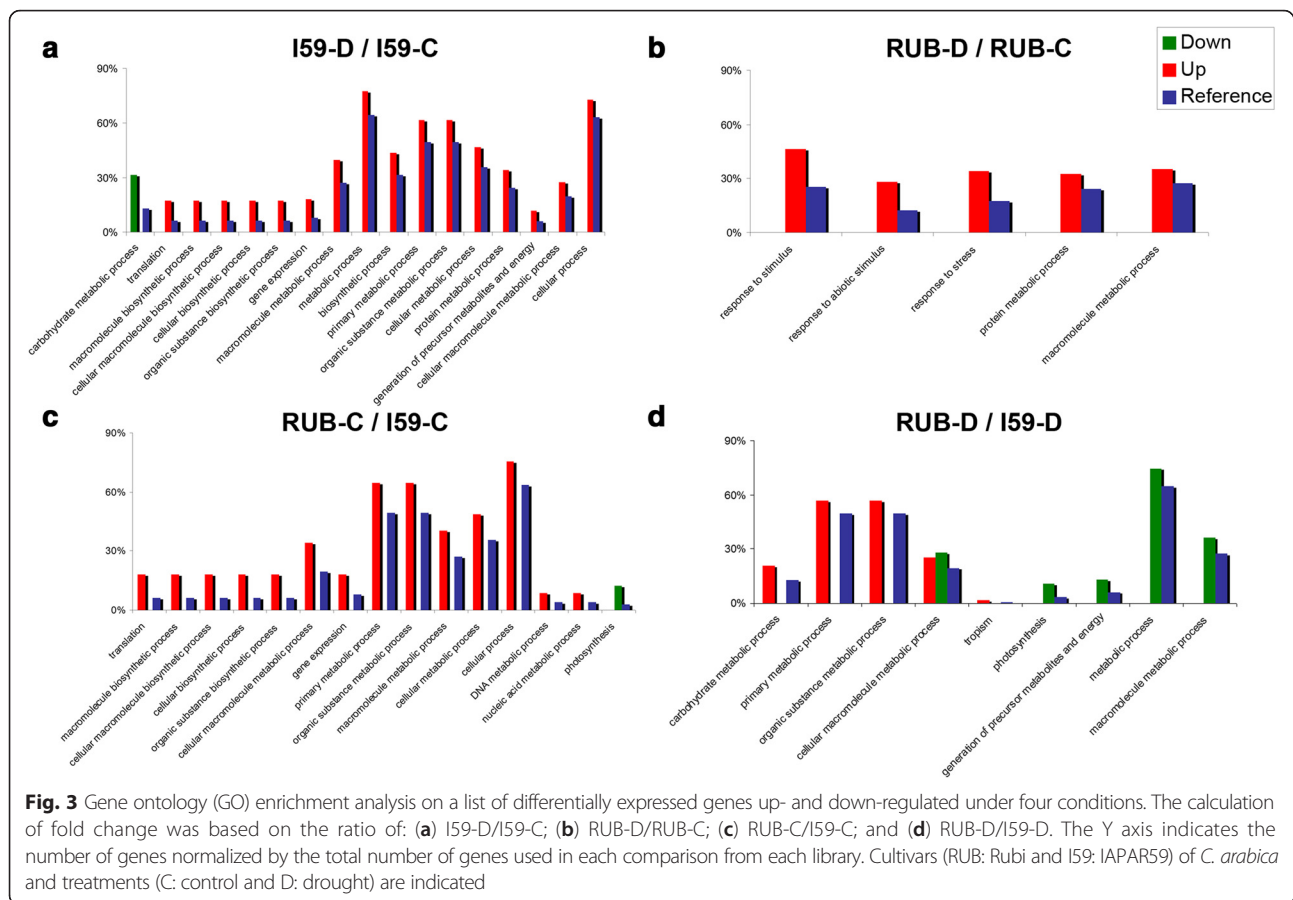 a
I59-D / I59-C
90%
60%
30%
0%
carbohydrate metabolic process
translation
macromolecule biosynthetic process
cellular macromolecule biosynthetic process
cellular biosynthetic process
organic substance biosynthetic process
gene expression
macromolecule metabolic process
metabolic process
biosynthetic process
primary metabolic process
organic substance metabolic process
cellular metabolic process
protein metabolic process
generation of precursor metabolites and energy
cellular macromolecule metabolic process
cellular process
b
RUB-D / RUB-C
Down
Up
Reference
90%
60%
30%
0%
response to stimulus
response to abiotic stimulus
response to stress
protein metabolic process
macromolecule metabolic process
c
RUB-C / I59-C
90%
60%
30%
0%
translation
macromolecule biosynthetic process
cellular macromolecule biosynthetic process
cellular biosynthetic process
organic substance biosynthetic process
cellular macromolecule metabolic process
gene expression
primary metabolic process
organic substance metabolic process
macromolecule metabolic process
cellular metabolic process
cellular process
DNA metabolic process
nucleic acid metabolic process
photosynthesis
d
RUB-D / I59-D
90%
60%
30%
0%
carbohydrate metabolic process
primary metabolic process
organic substance metabolic process
cellular macromolecule metabolic process
tropism
photosynthesis
generation of precursor metabolites and energy
metabolic process
macromolecule metabolic process
Fig. 3 Gene ontology (GO) enrichment analysis on a list of differentially expressed genes up- and down-regulated under four conditions. The calculation
of fold change was based on the ratio of: (a) I59-D/I59-C; (b) RUB-D/RUB-C; (c) RUB-C/I59-C; and (d) RUB-D/I59-D. The Y axis indicates the
number of genes normalized by the total number of genes used in each comparison from each library. Cultivars (RUB: Rubi and I59: IAPAR59) of C. arabica
and treatments (C: control and D: drought) are indicated